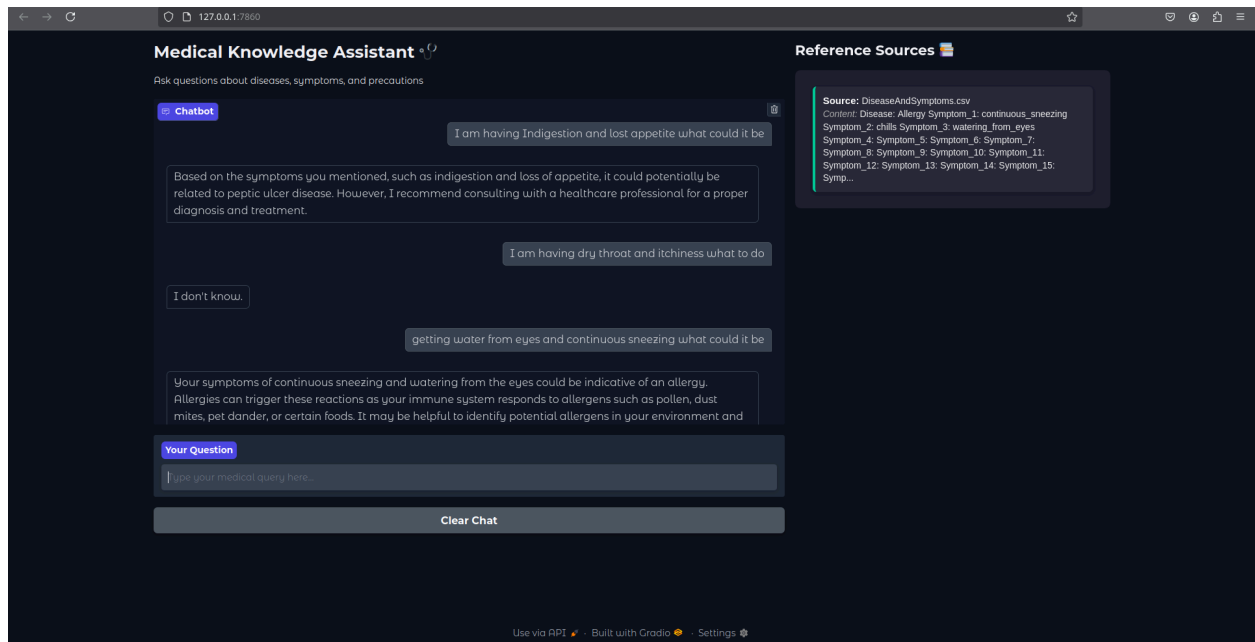 127.0.0.1:7860
Medical Knowledge Assistant
Ask questions about diseases, symptoms, and precautions
Chatbot
I am having Indigestion and lost appetite what could it be
Based on the symptoms you mentioned, such as indigestion and loss of appetite, it could potentially be
related to peptic ulcer disease. However, I recommend consulting with a healthcare professional for a proper
diagnosis and treatment.
I am having dry throat and itchiness what to do
I don't know.
getting water from eyes and continuous sneezing what could it be
Your symptoms of continuous sneezing and watering from the eyes could be indicative of an allergy.
Allergies can trigger these reactions as your immune system responds to allergens such as pollen, dust
mites, pet dander, or certain foods. It may be helpful to identify potential allergens in your environment and
Your Question
Type your medical query here...
Clear Chat
Reference Sources
Source: DiseaseAndSymptoms.csv
Content: Disease: Allergy Symptom_1: continuous_sneezing
Symptom_2: chills Symptom_3: watering_from_eyes
Symptom_4: Symptom_5: Symptom_6: Symptom_7:
Symptom_8: Symptom_9: Symptom_10: Symptom_11:
Symptom_12: Symptom_13: Symptom_14: Symptom_15:
Symp...
Use via API · Built with Gradio · Settings